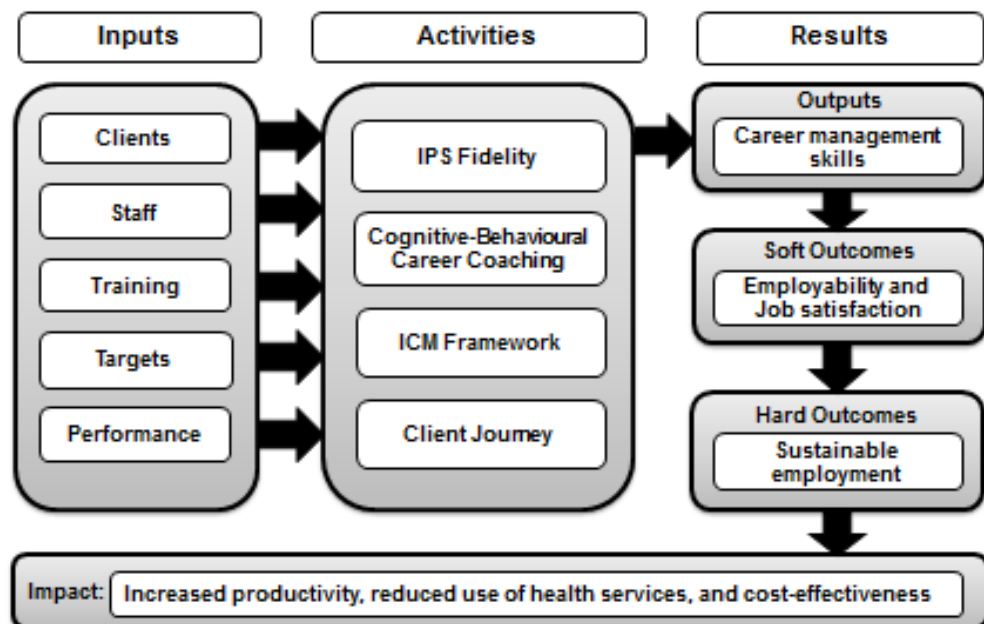 Inputs
Activities
Results
Clients
Staff
Training
Targets
Performance
IPS Fidelity
Cognitive-Behavioural
Career Coaching
ICM Framework
Client Journey
Outputs
Career management
skills
Soft Outcomes
Employability and
Job satisfaction
Hard Outcomes
Sustainable
employment
Impact: Increased productivity, reduced use of health services, and cost-effectiveness